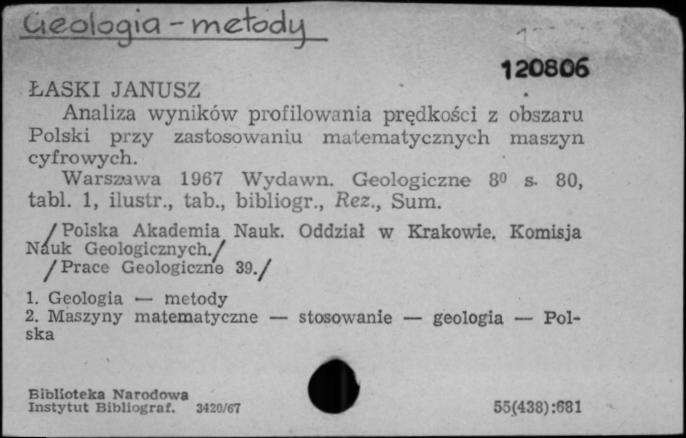 Geologia - metody
120806
ŁASKI JANUSZ
Analiza wyników profilowania prędkości z obszaru
Polski przy zastosowaniu matematycznych maszyn
cyfrowych.
Warszawa 1967 Wydawn. Geologiczne 8⁰ s. 80,
tabl. 1, ilustr., tab., bibliogr., Rez., Sum.
/Polska Akademia Nauk. Oddział w Krakowie. Komisja
Nauk Geologicznych./
/Prace Geologiczne 39./
1. Geologia — metody
2. Maszyny matematyczne — stosowanie — geologia — Pol-
ska
Biblioteka Narodowa
Instytut Bibliograf. 3420/67
55(438):681